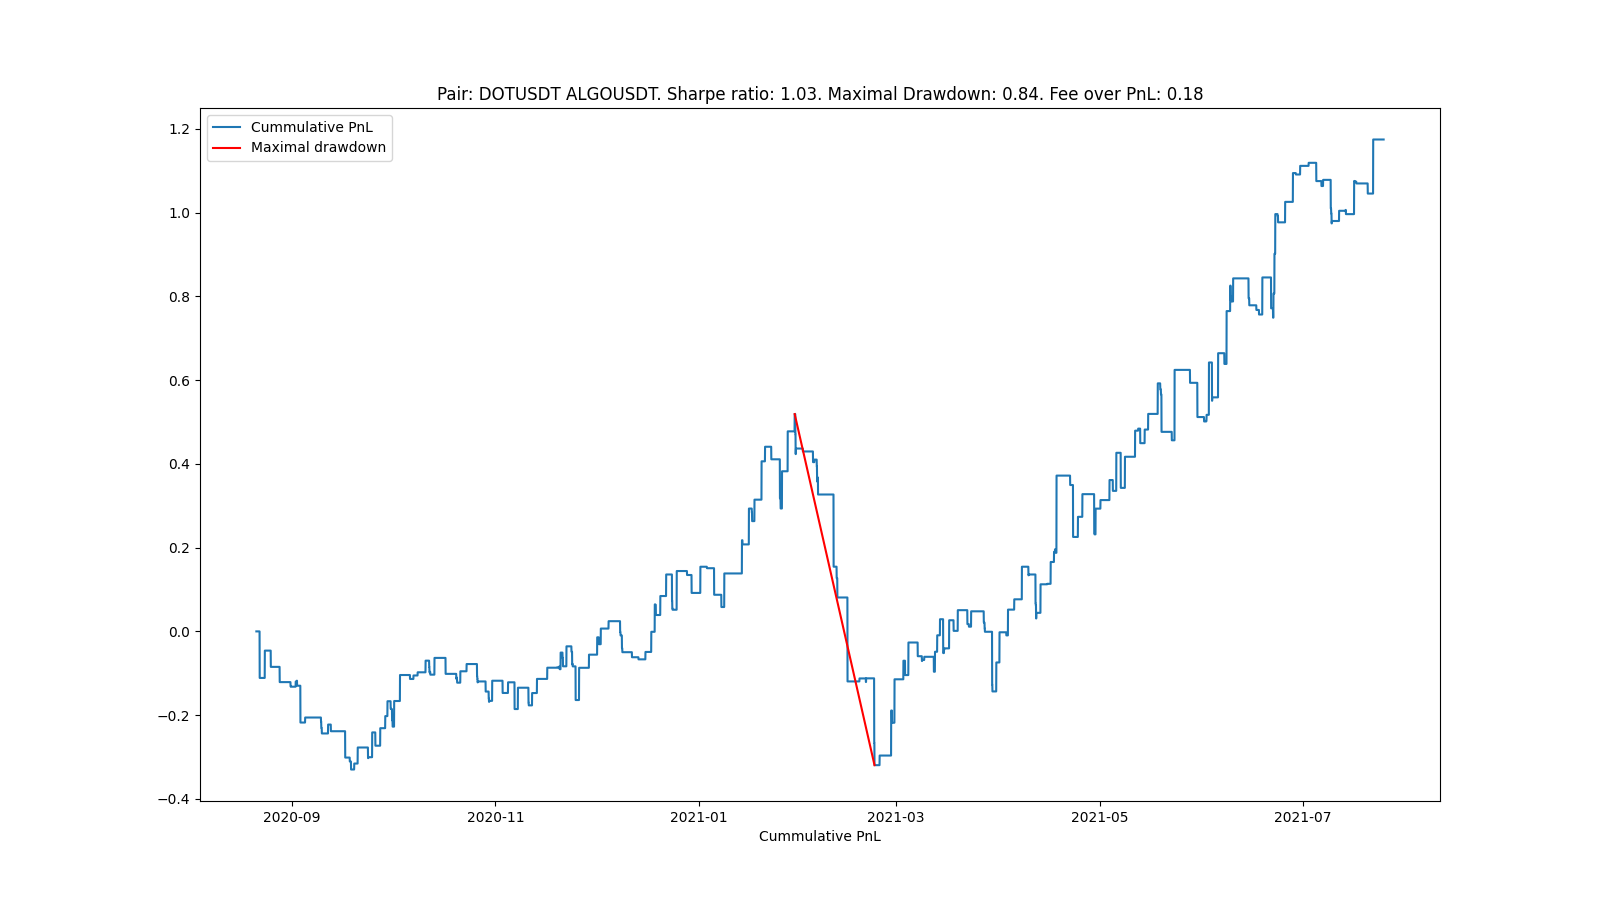 Pair: DOTUSDT ALGOUSDT. Sharpe ratio: 1.03. Maximal Drawdown: 0.84. Fee over PnL: 0.18
Cummulative PnL
Maximal drawdown
1.2
1.0
0.8
0.6
0.4
0.2
0.0
−0.2
−0.4
2020-09 2020-11 2021-01 2021-03 2021-05 2021-07
Cummulative PnL